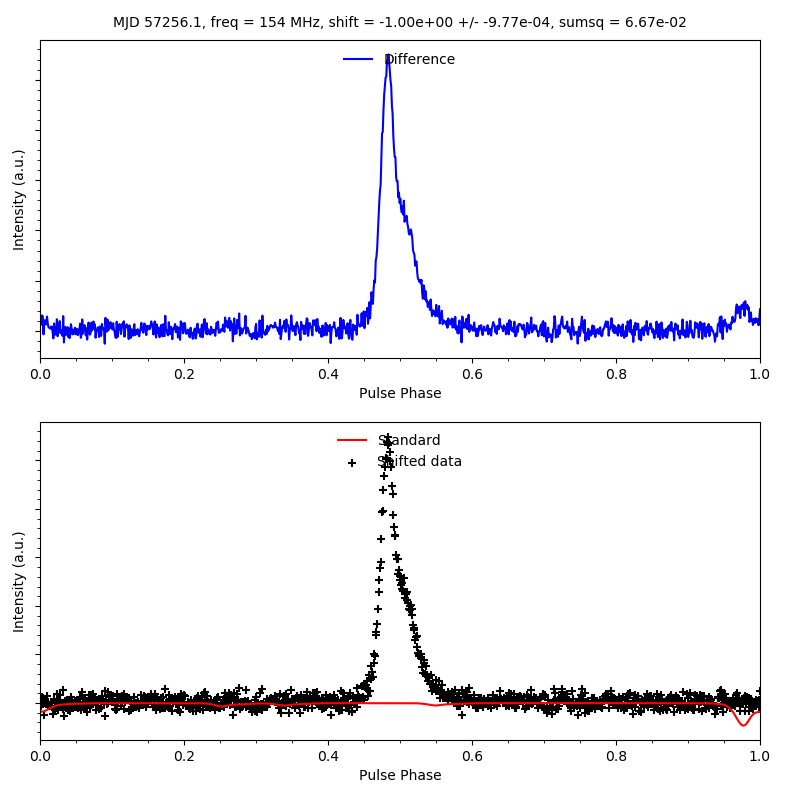 MJD 57256.1, freq = 154 MHz, shift = -1.00e+00 +/- -9.77e-04, sumsq = 6.67e-02
Difference
Intensity (a.u.)
0.0 0.2 0.4 0.6 0.8 1.0
Pulse Phase
Standard
Shifted data
Intensity (a.u.)
0.0 0.2 0.4 0.6 0.8 1.0
Pulse Phase